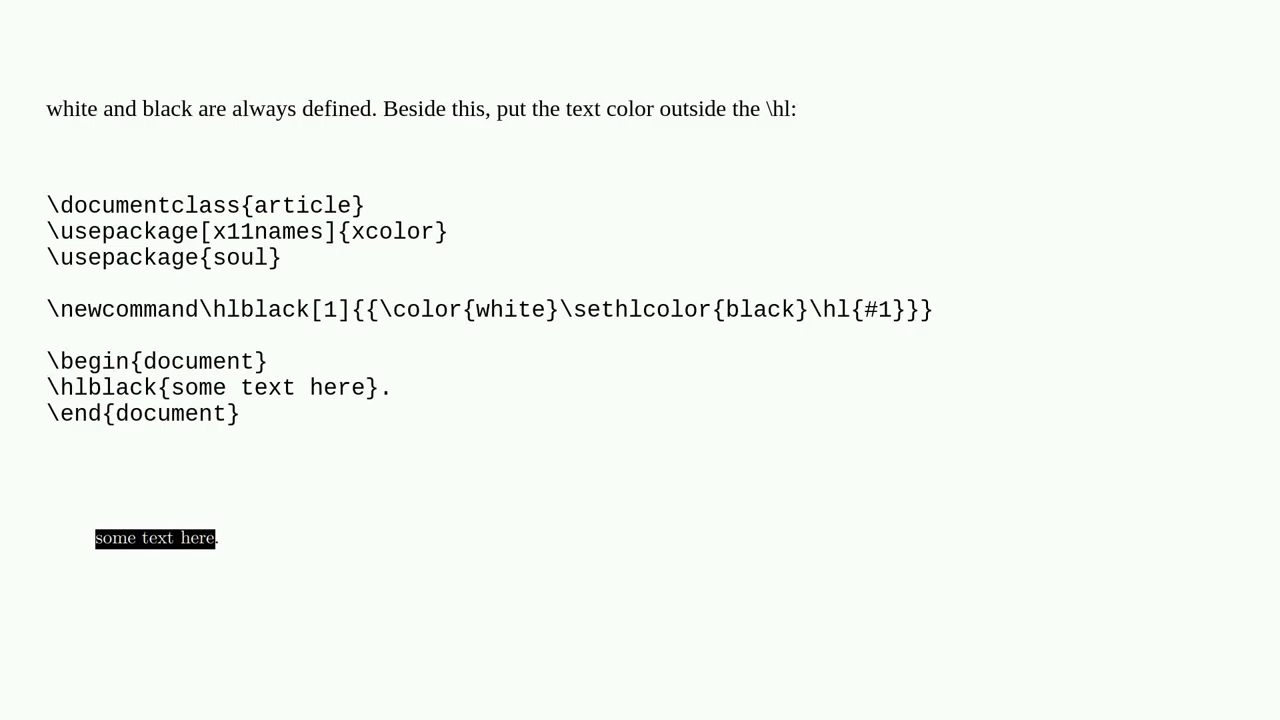 white and black are always defined. Beside this, put the text color outside the \hl:
\documentclass{article}
\usepackage[x11names]{xcolor}
\usepackage{soul}
\newcommand\hlblack[1]{{\color{white}\sethlcolor{black}\hl{#1}}}
\begin{document}
\hlblack{some text here}.
\end{document}
some text here.